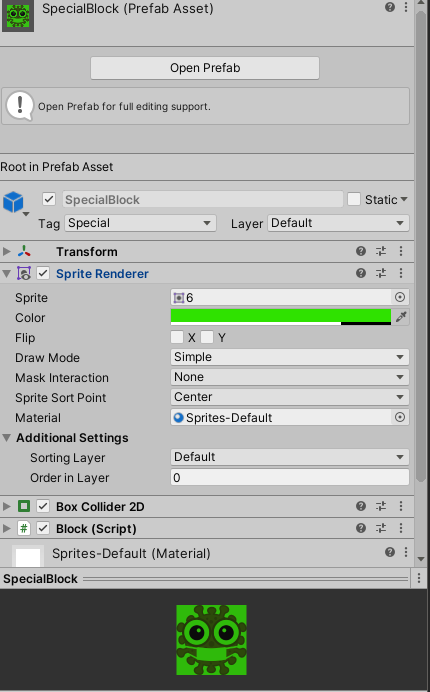 SpecialBlock (Prefab Asset)
Open Prefab
Open Prefab for full editing support.
Root in Prefab Asset
SpecialBlock Static
Tag Special Layer Default
Transform
Sprite Renderer
Sprite 6
Color
Flip X Y
Draw Mode Simple
Mask Interaction None
Sprite Sort Point Center
Material Sprites-Default
Additional Settings
Sorting Layer Default
Order in Layer 0
Box Collider 2D
# Block (Script)
Sprites-Default (Material)
SpecialBlock